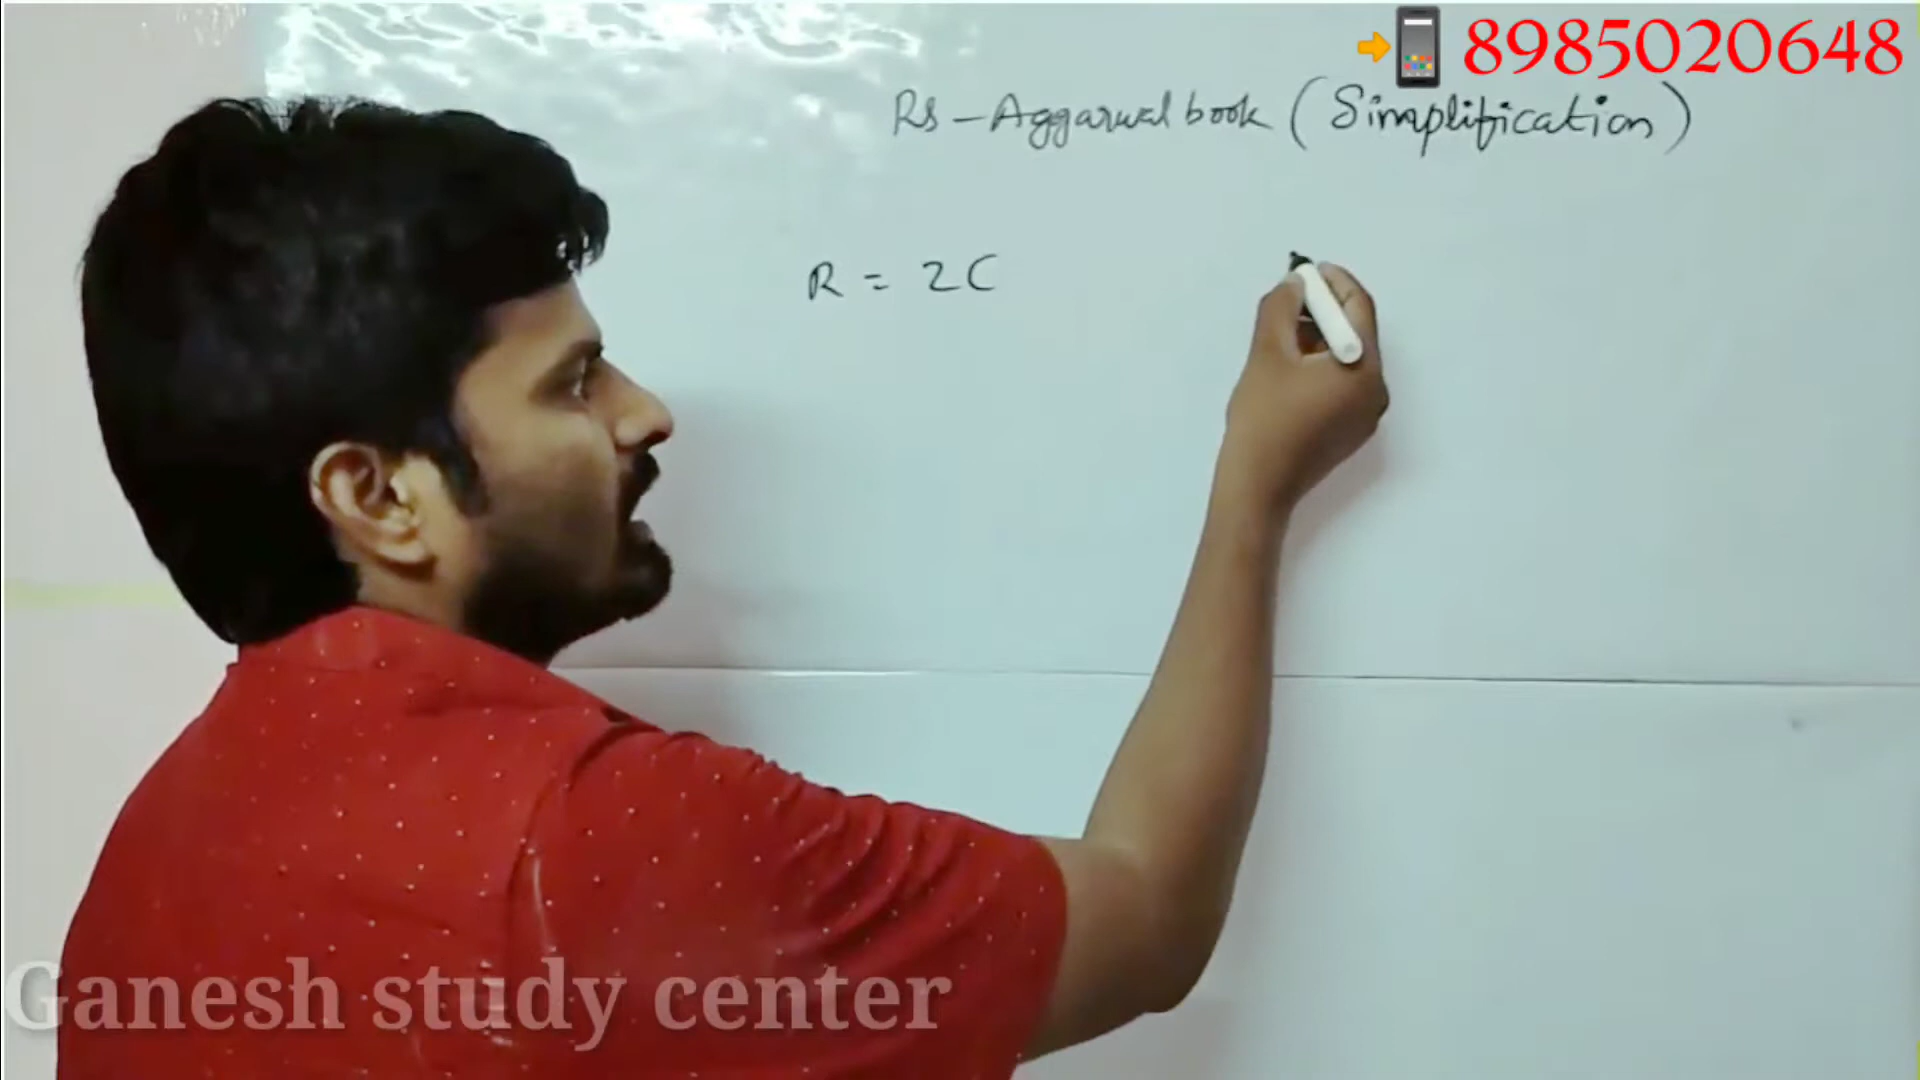 8985020648
Rs - Aggarwal book (Simplification)
R = 2C
Ganesh study center